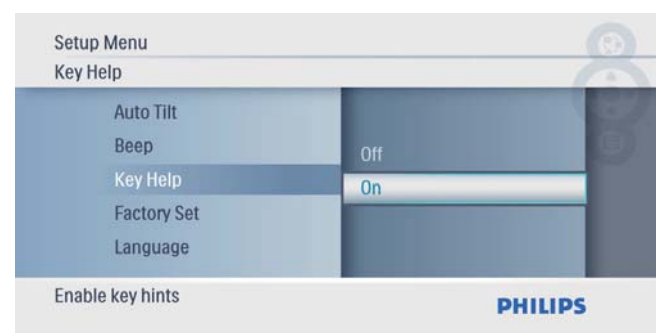 Setup Menu
Key Help
Auto Tilt
Beep
Off
Key Help
On
Factory Set
Language
Enable key hints
PHILIPS